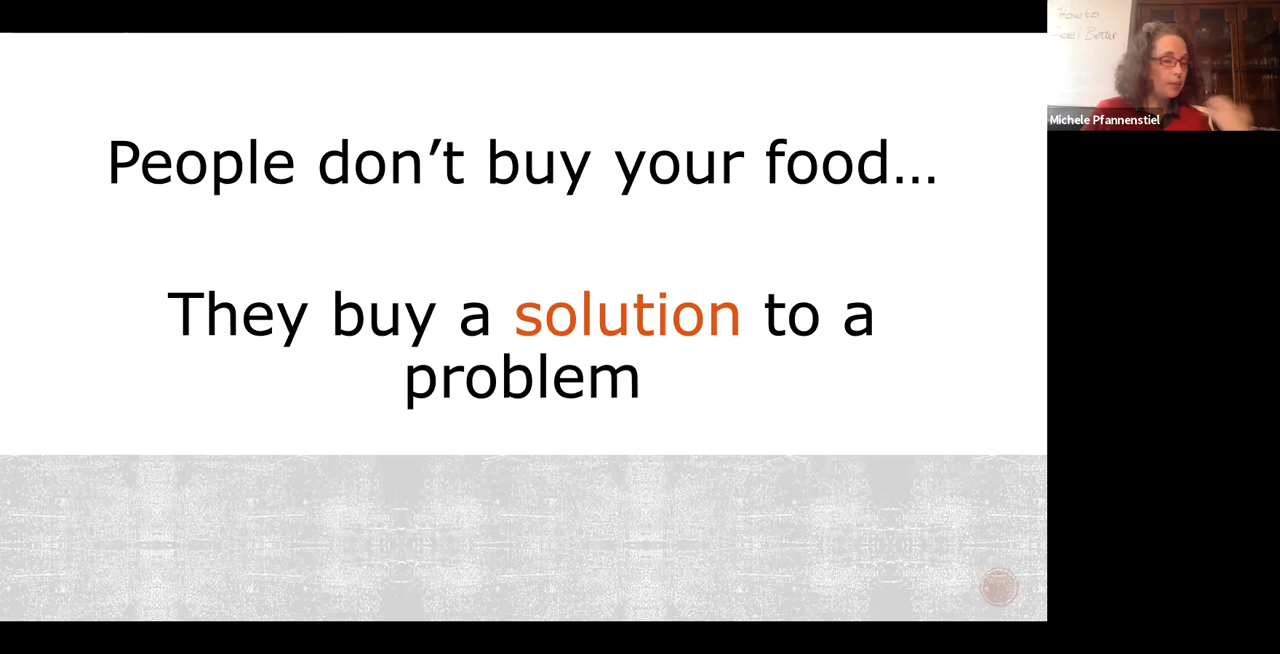 People don’t buy your food…
They buy a solution to a
problem
How to
Feel Better
Michele Pfannenstiel